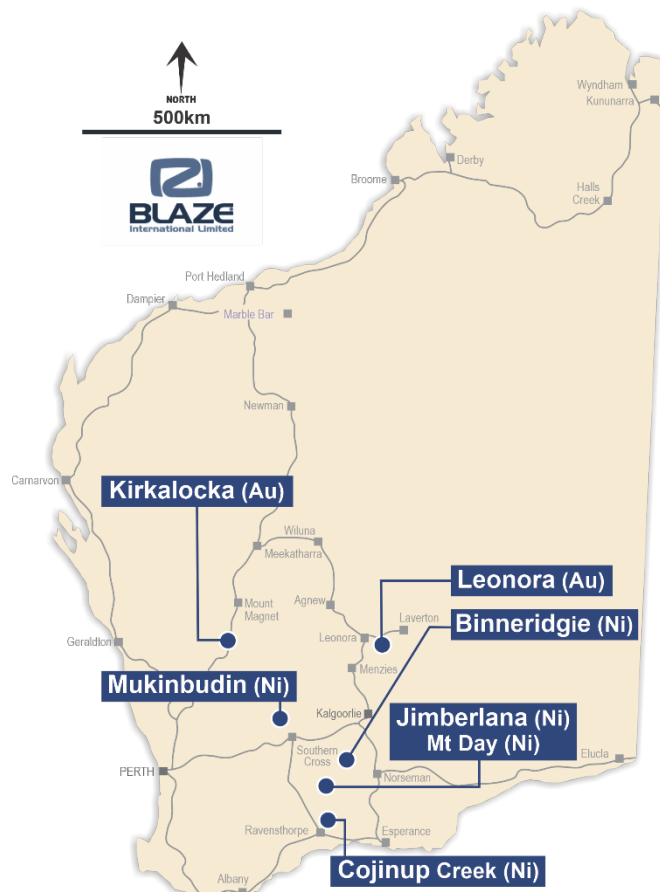 NORTH
500km
BLAZE
International Limited
Wyndham
Kununurra
Derby
Broome
Halls
Creek
Port Hedland
Dampier
Marble Bar
Newman
Carnarvon
Kirkalocka (Au)
Wiluna
Meekatharra
Leonora (Au)
Mount
Magnet
Agnew
Laverton
Binneridgie (Ni)
Geraldton
Leonora
Menzies
Mukinbudin (Ni)
Kalgoorlie
Jimberlana (Ni)
Mt Day (Ni)
Southern
Cross
Elucla
PERTH
Norseman
Ravensthorpe
Esperance
Cojinup Creek (Ni)
Albany